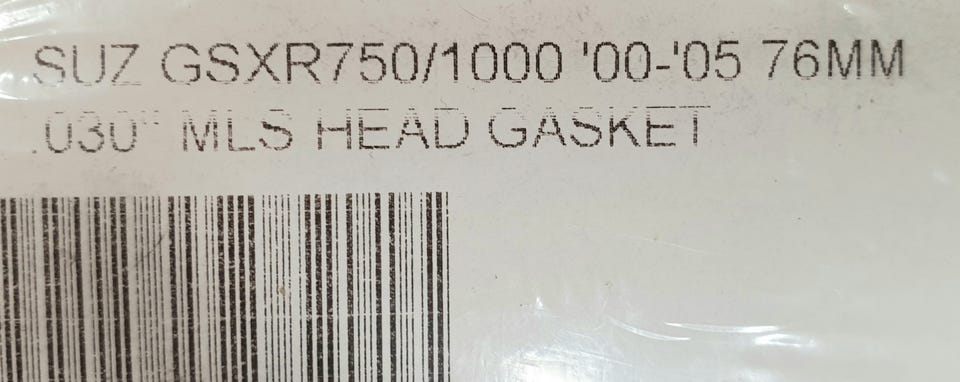 SUZ GSXR750/1000 '00-'05 76MM
.030" MLS HEAD GASKET